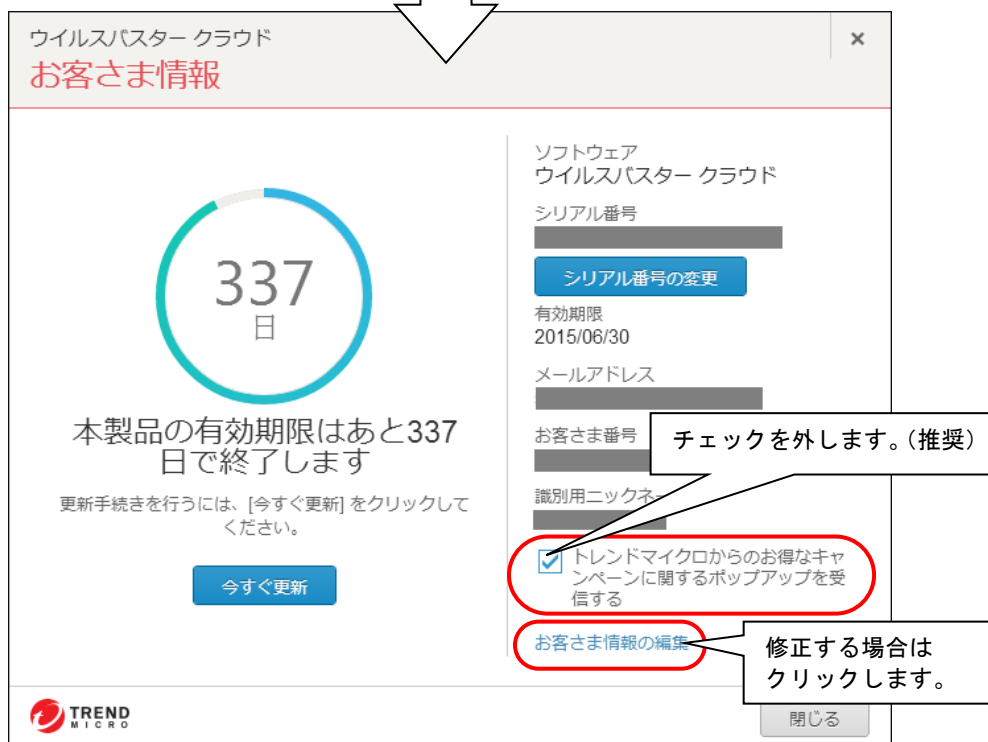 ウイルスバスター クラウド
×
お客さま情報
337
日
本製品の有効期限はあと337
日で終了します
更新手続きを行うには、[今すぐ更新] をクリックして
ください。
今すぐ更新
ソフトウェア
ウイルスバスター クラウド
シリアル番号
シリアル番号の変更
有効期限
2015/06/30
メールアドレス
お客さま番号
チェックを外します。(推奨)
識別用ニックネー
トレンドマイクロからのお得なキャ
ンペーンに関するポップアップを受
信する
お客さま情報の編集
修正する場合は
クリックします。
TREND
MICRO
閉じる